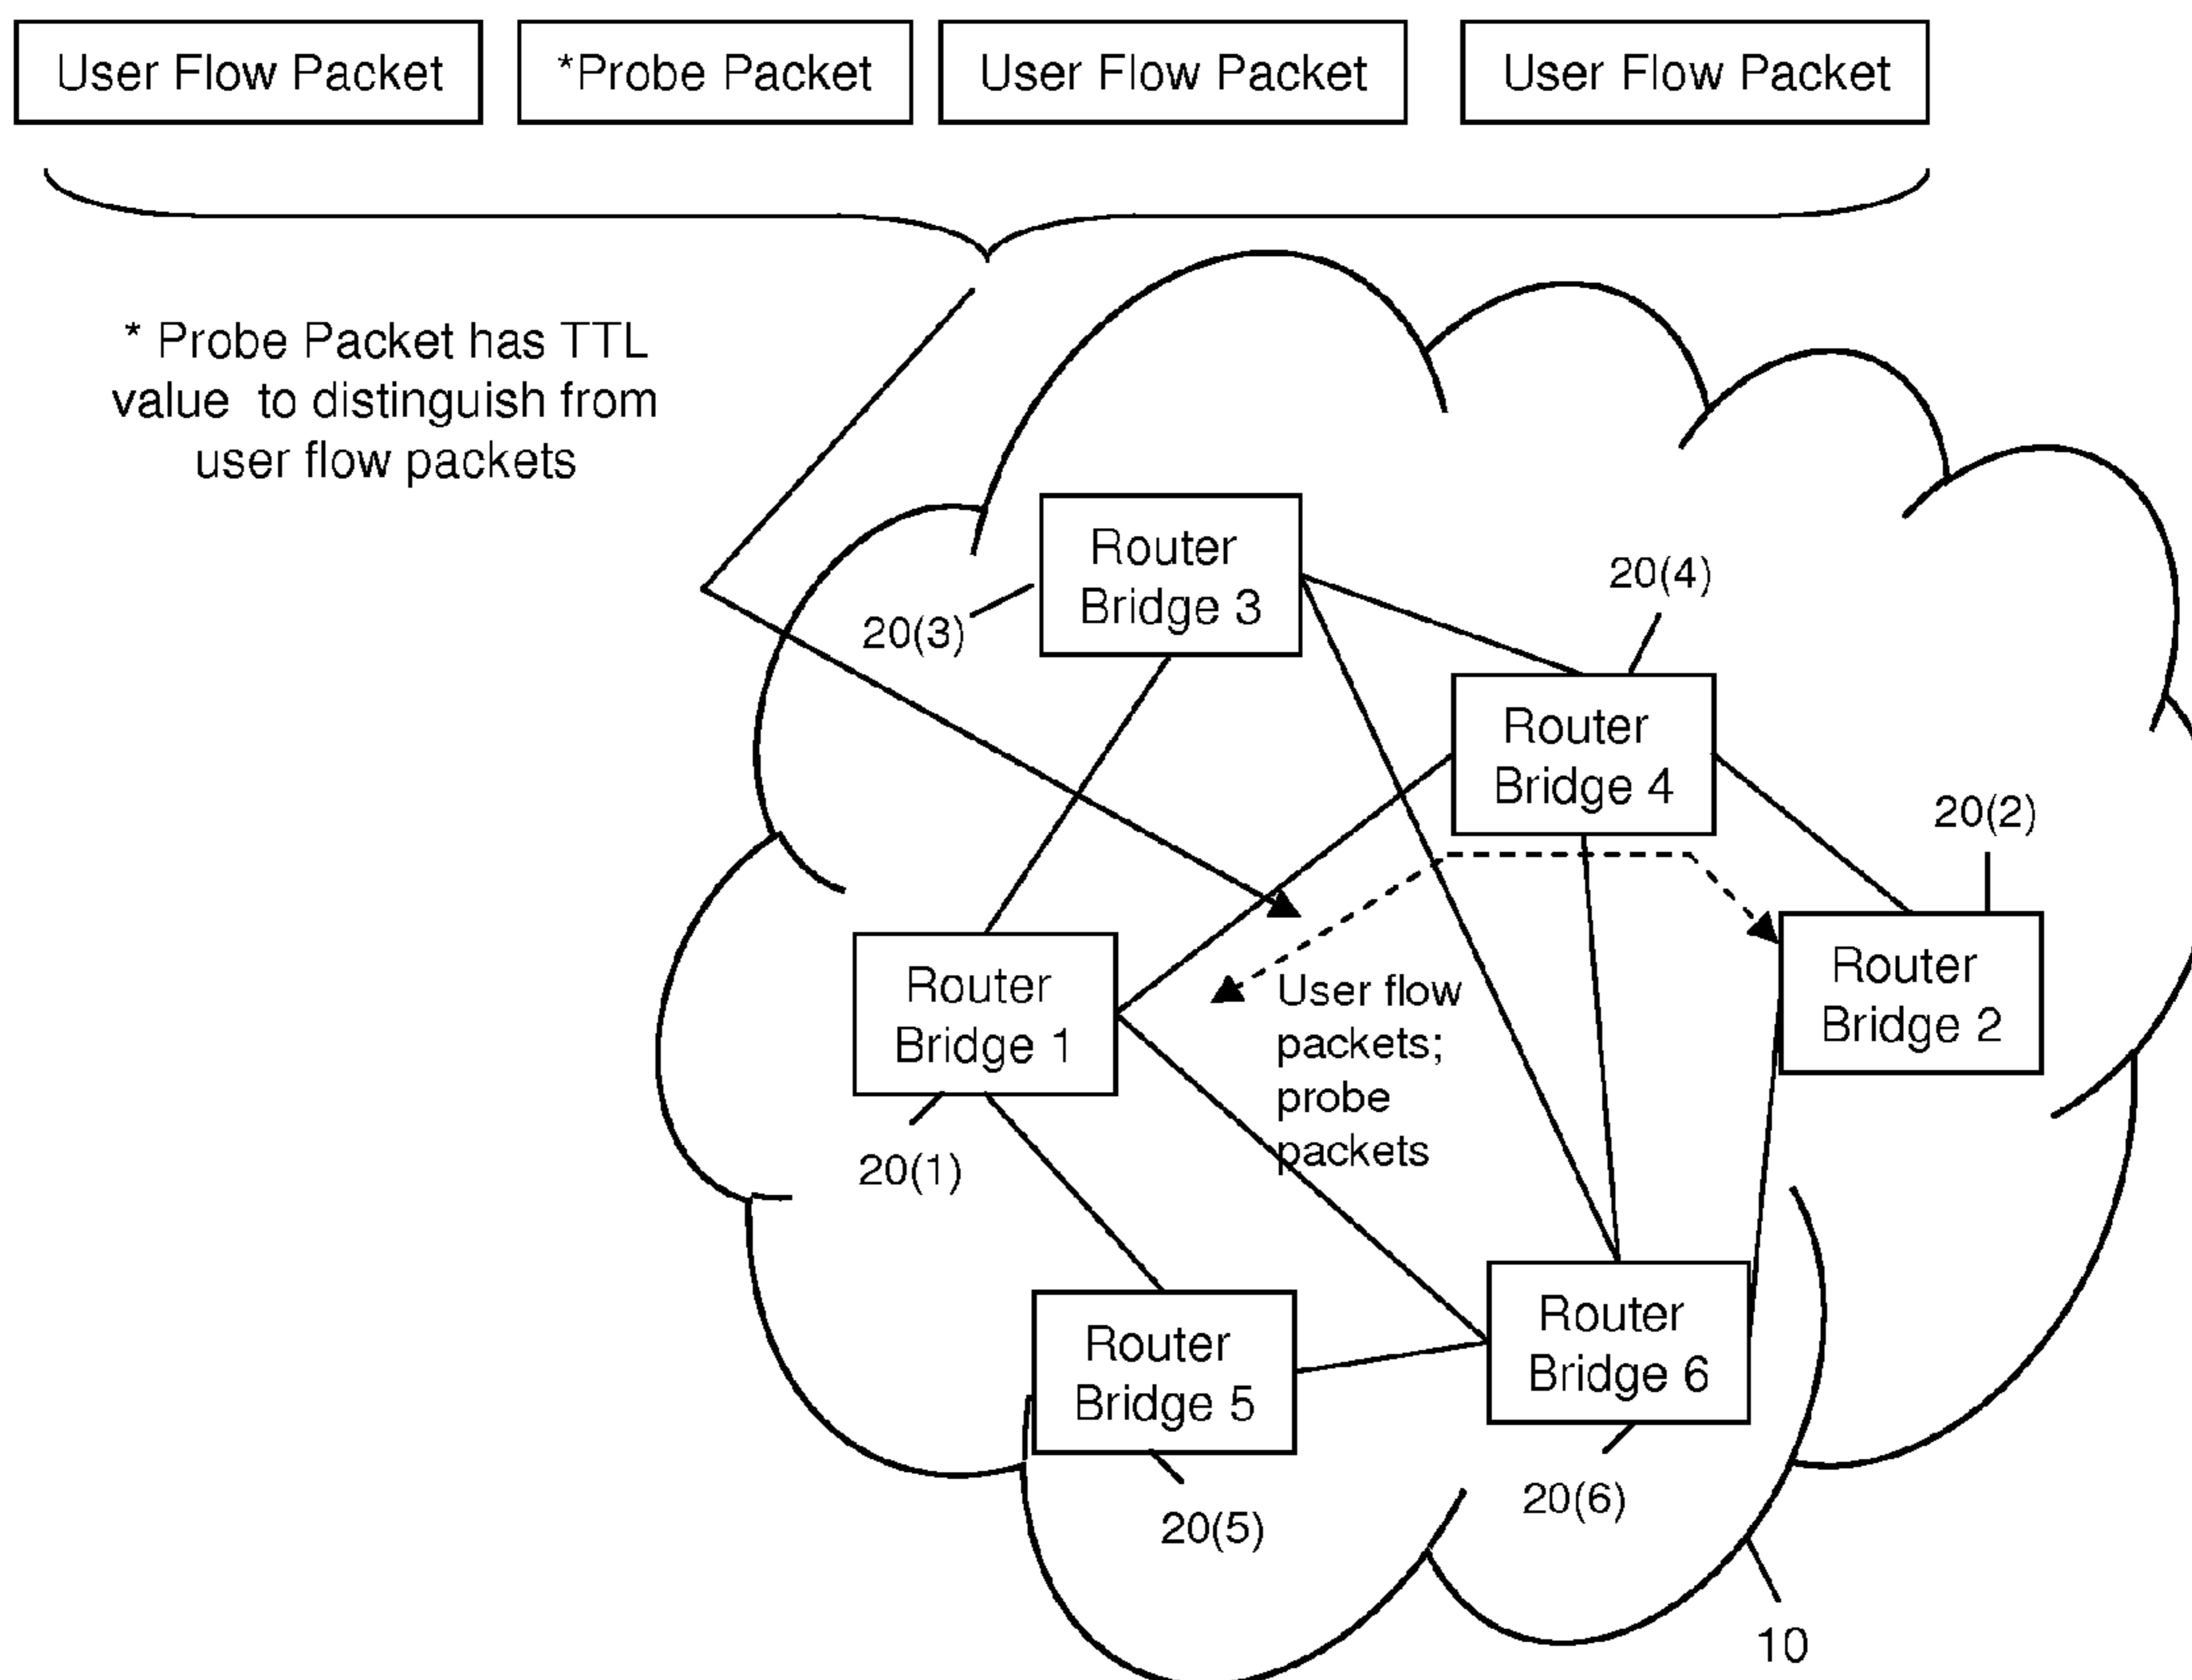 User Flow Packet
*Probe Packet
User Flow Packet
User Flow Packet
* Probe Packet has TTL
value to distinguish from
user flow packets
Router
Bridge 3
20(3)
20(4)
Router
Bridge 4
20(2)
Router
Bridge 2
Router
Bridge 1
20(1)
User flow
packets;
probe
packets
Router
Bridge 5
20(5)
Router
Bridge 6
20(6)
10